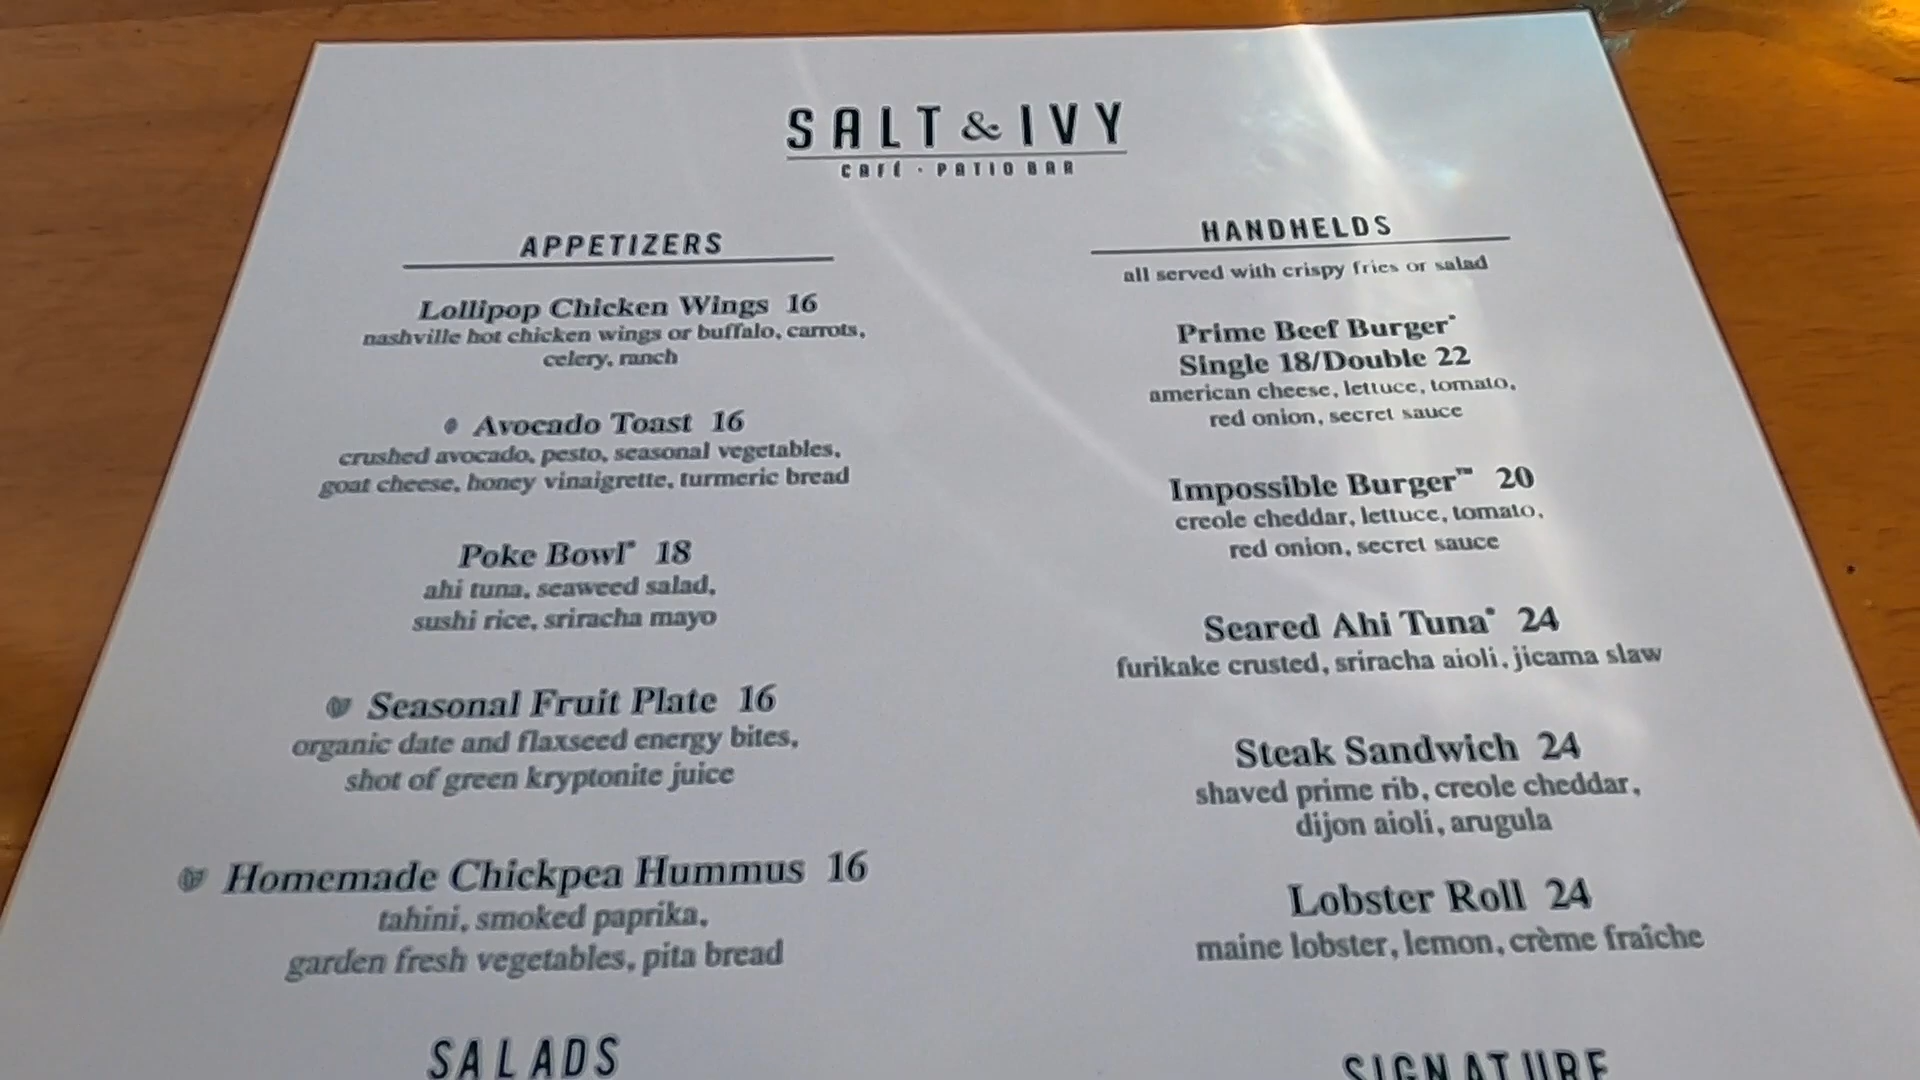 SALT & IVY
CAFÉ · PATIO BAR
APPETIZERS
Lollipop Chicken Wings 16
nashville hot chicken wings or buffalo, carrots,
celery, ranch
Avocado Toast 16
crushed avocado, pesto, seasonal vegetables,
goat cheese, honey vinaigrette, turmeric bread
Poke Bowl* 18
ahi tuna, seaweed salad,
sushi rice, sriracha mayo
Seasonal Fruit Plate 16
organic date and flaxseed energy bites,
shot of green kryptonite juice
Homemade Chickpea Hummus 16
tahini, smoked paprika,
garden fresh vegetables, pita bread
SALADS
HANDHELDS
all served with crispy fries or salad
Prime Beef Burger*
Single 18/Double 22
american cheese, lettuce, tomato,
red onion, secret sauce
Impossible Burger™ 20
creole cheddar, lettuce, tomato,
red onion, secret sauce
Seared Ahi Tuna* 24
furikake crusted, sriracha aioli, jicama slaw
Steak Sandwich 24
shaved prime rib, creole cheddar,
dijon aioli, arugula
Lobster Roll 24
maine lobster, lemon, crème fraîche
SIGNATURE